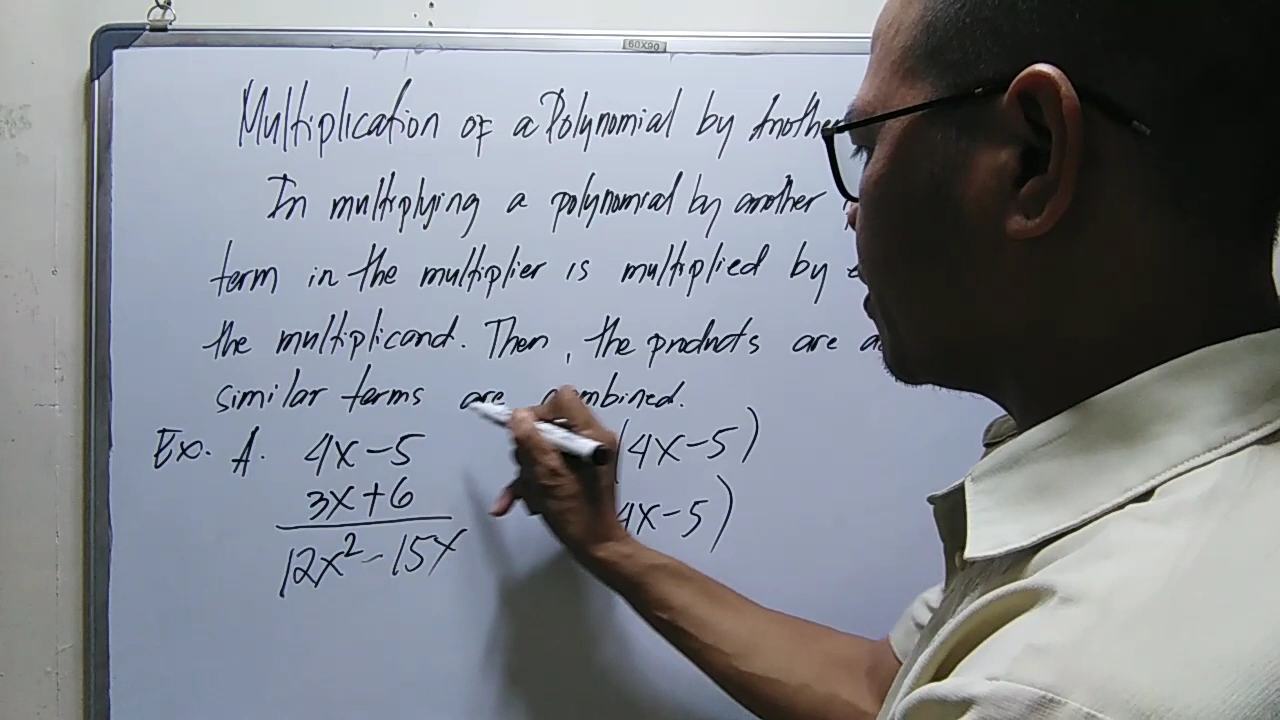 60X90
Multiplication of a Polynomial by Another
In multiplying a polynomial by another
term in the multiplier is multiplied by
the multiplicand. Then, the products are
similar terms are combined.
Ex. A. 4x-5 (4x-5)
3x+6 4x-5)
12x²-15x